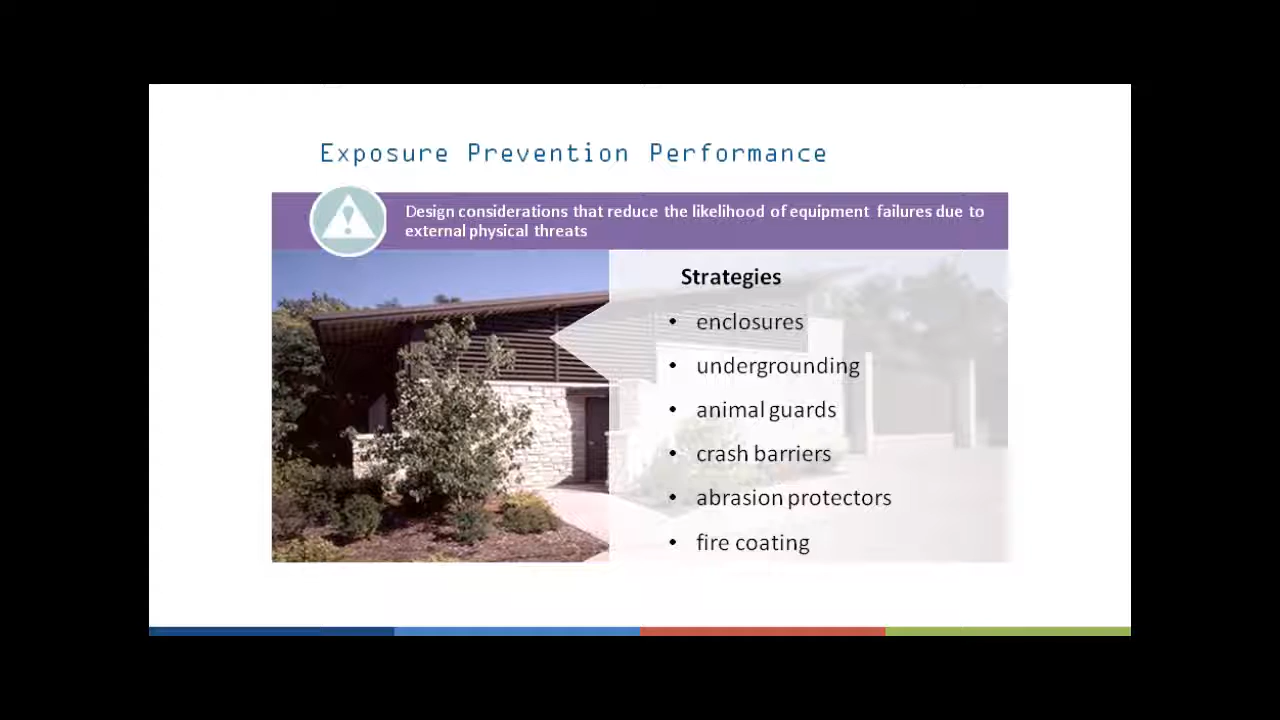 Exposure Prevention Performance
Design considerations that reduce the likelihood of equipment failures due to
external physical threats
Strategies
• enclosures
• undergrounding
• animal guards
• crash barriers
• abrasion protectors
• fire coating